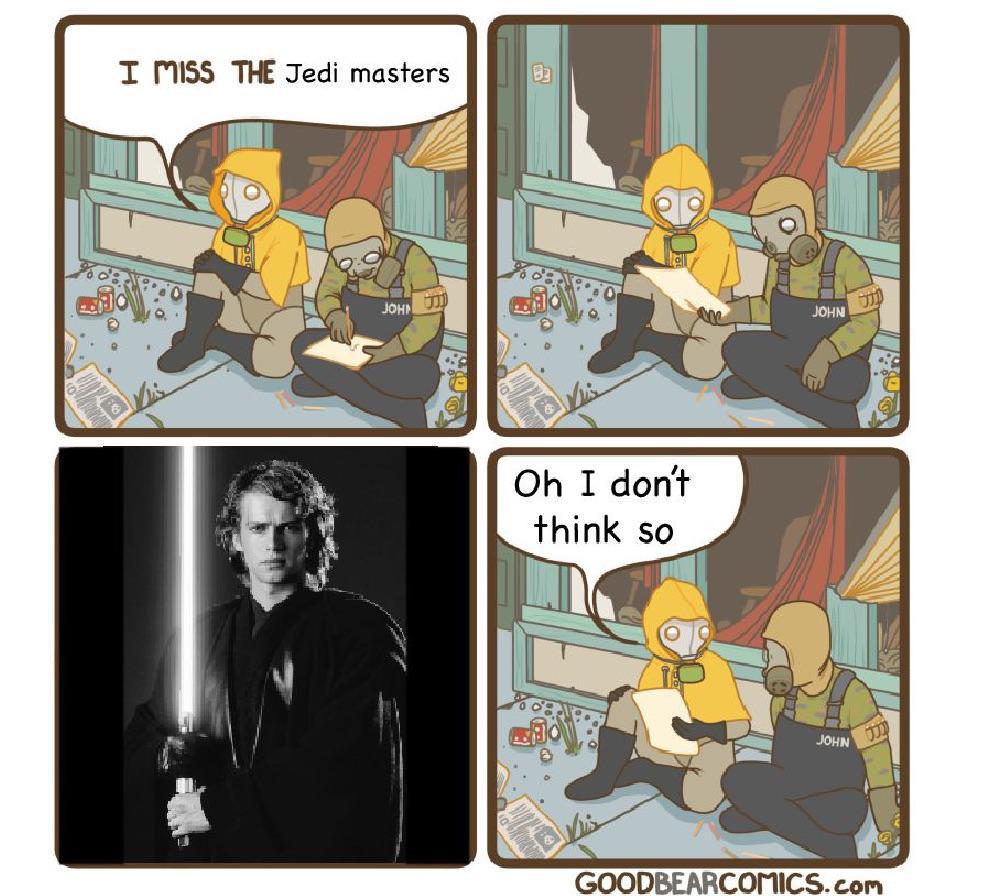 I MISS THE Jedi masters
JOHN
JOHN
Oh I don't
think so
JOHN
GOODBEARCOMICS.com